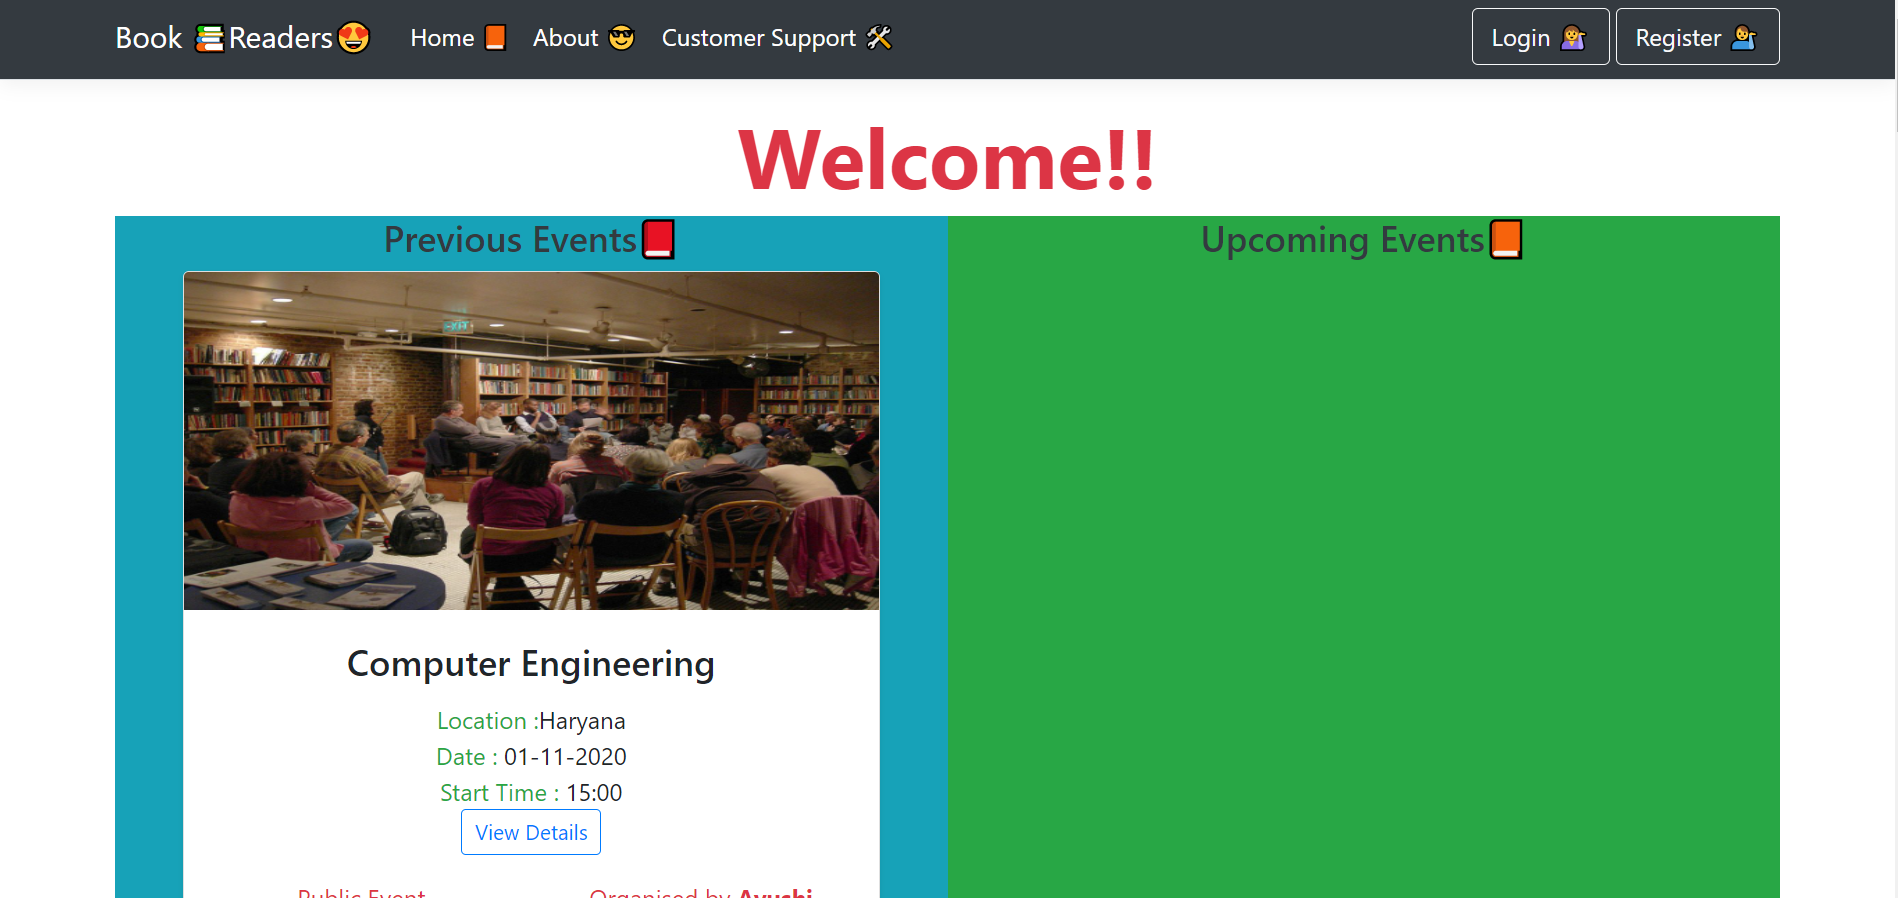 Book 📚Readers😍 Home 📙 About 😎 Customer Support 🛠 Login 💁‍♀️ Register 💁‍♂️
Welcome!!
Previous Events📕
Upcoming Events📙
EXIT
Computer Engineering
Location :Haryana
Date : 01-11-2020
Start Time : 15:00
View Details
Public Event
Organised by Ayushi